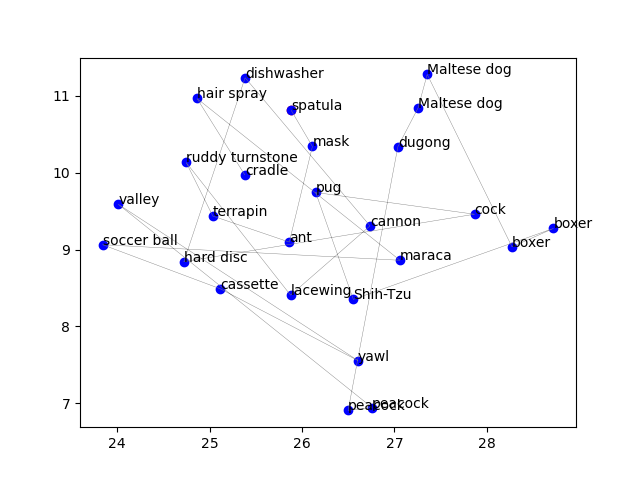 dishwasher
Maltese dog
hair spray
11
spatula
Maltese dog
mask
dugong
ruddy turnstone
10
cradle
pug
valley
terrapin
cock
cannon
boxer
ant
soccer ball
boxer
9
hard disc
maraca
cassette
lacewing
Shih-Tzu
8
yawl
peacock
peacock
7
24
25
26
27
28